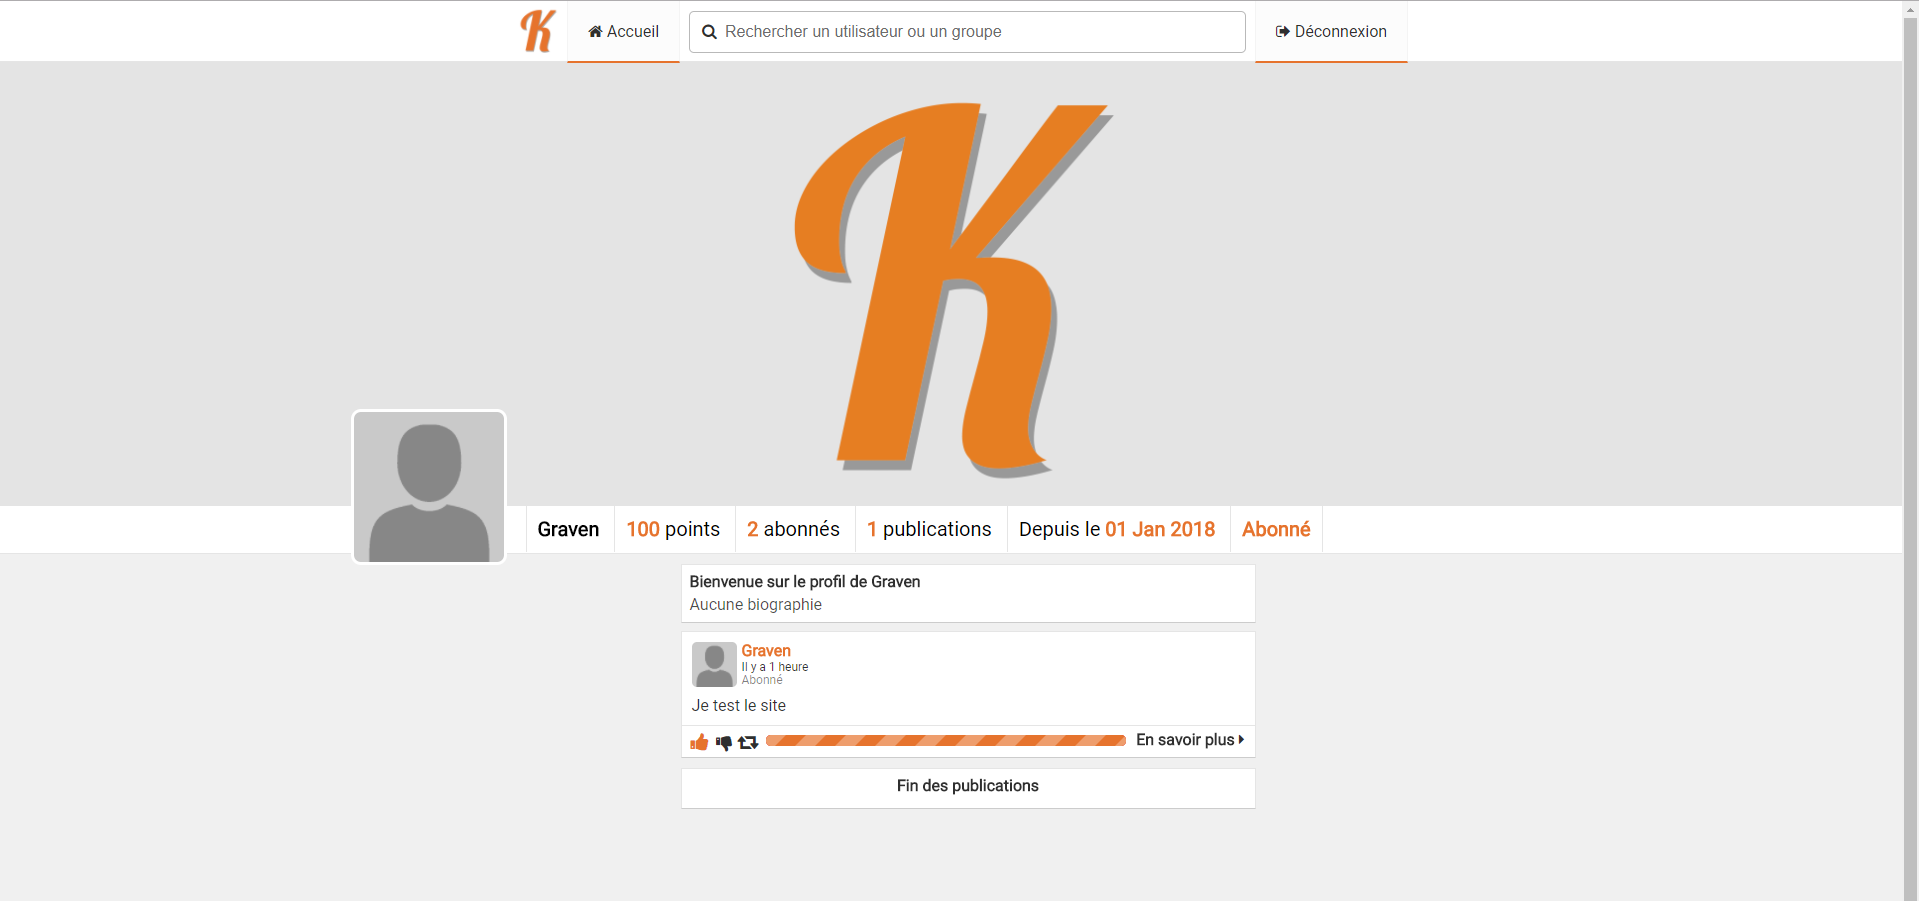 K
Accueil
Rechercher un utilisateur ou un groupe
Déconnexion
K
Graven
100 points
2 abonnés
1 publications
Depuis le 01 Jan 2018
Abonné
Bienvenue sur le profil de Graven
Aucune biographie
Graven
Il y a 1 heure
Abonné
Je test le site
En savoir plus
Fin des publications